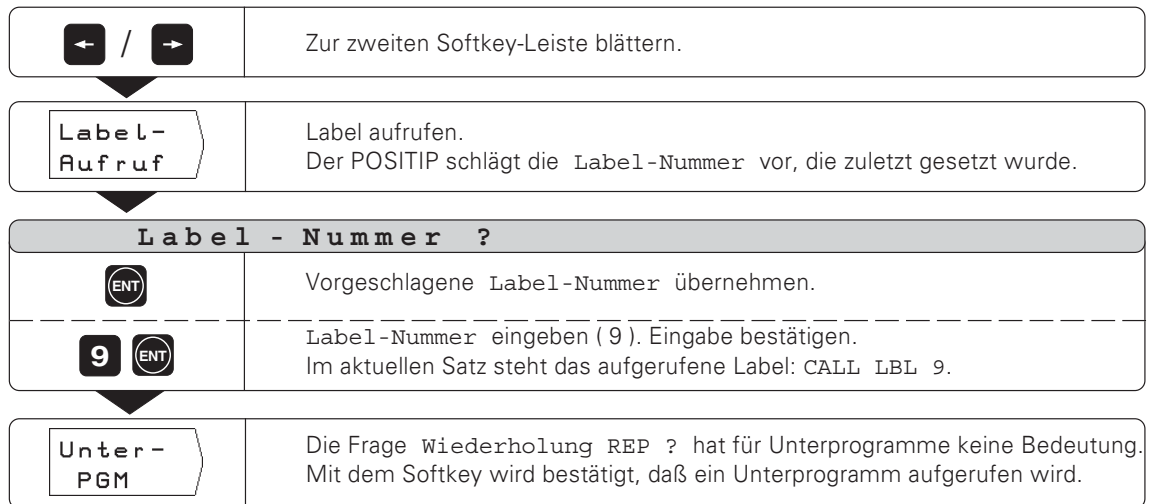 ← / →
Zur zweiten Softkey-Leiste blättern.
Label-
Aufruf
Label aufrufen.
Der POSITIP schlägt die Label-Nummer vor, die zuletzt gesetzt wurde.
Label - Nummer ?
ENT
Vorgeschlagene Label-Nummer übernehmen.
9 ENT
Label-Nummer eingeben ( 9 ). Eingabe bestätigen.
Im aktuellen Satz steht das aufgerufene Label: CALL LBL 9.
Unter-
PGM
Die Frage Wiederholung REP ? hat für Unterprogramme keine Bedeutung.
Mit dem Softkey wird bestätigt, daß ein Unterprogramm aufgerufen wird.